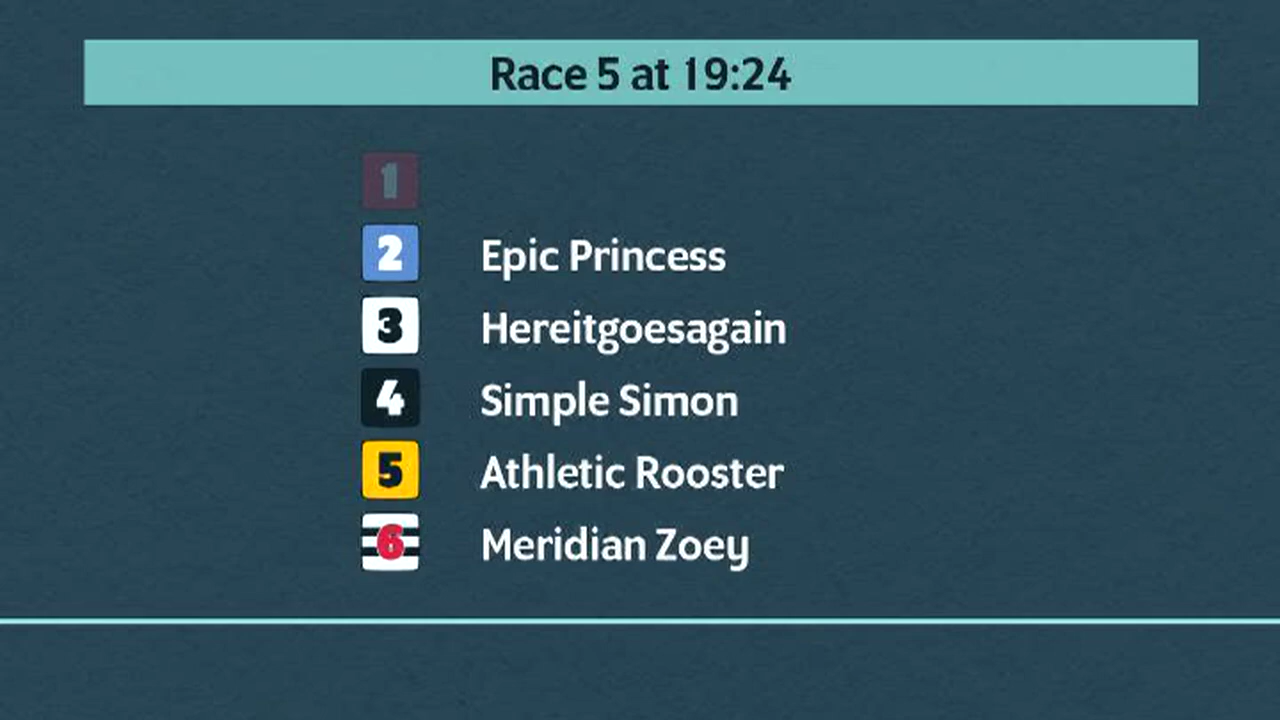 Race 5 at 19:24
1
2 Epic Princess
3 Hereitgoesagain
4 Simple Simon
5 Athletic Rooster
6 Meridian Zoey